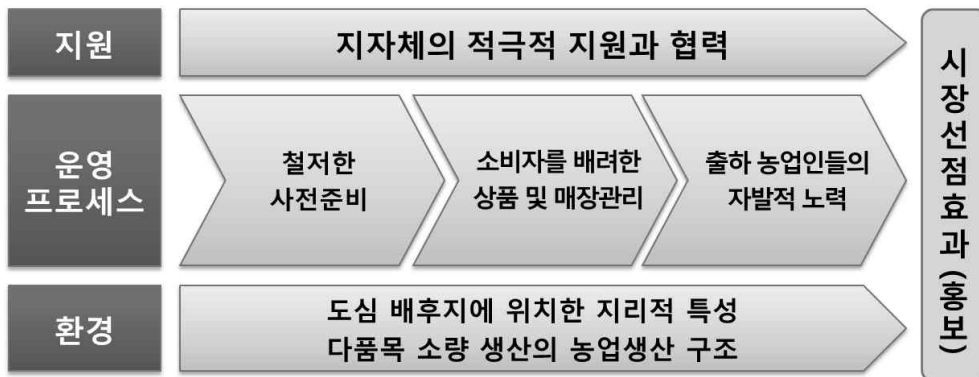 지원
지자체의 적극적 지원과 협력
운영
프로세스
철저한
사전준비
소비자를 배려한
상품 및 매장관리
출하 농업인들의
자발적 노력
환경
도심 배후지에 위치한 지리적 특성
다품목 소량 생산의 농업생산 구조
시장선점효과(홍보)